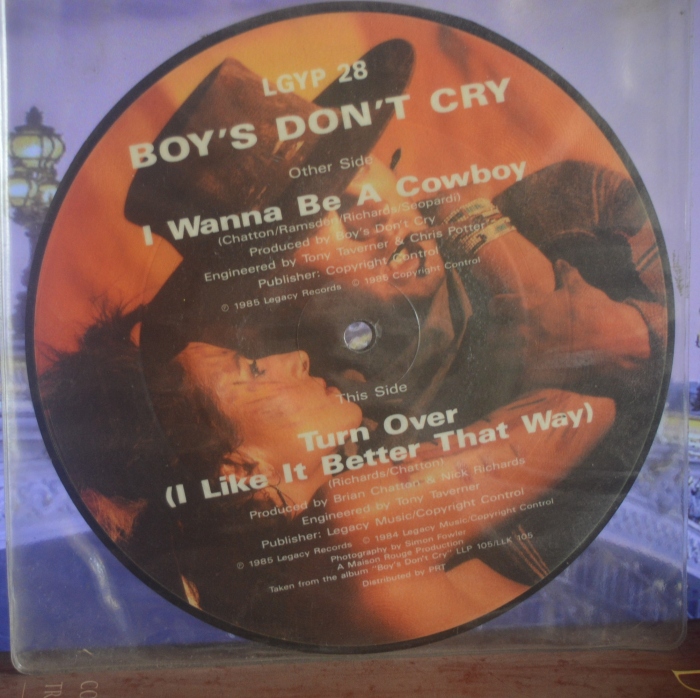 LGYP 28
BOY'S DON'T CRY
Other Side
I Wanna Be A Cowboy
(Chatton/Ramsden/Richards/Seopardi)
Produced by Boy's Don't Cry
Engineered by Tony Taverner & Chris Potter
Publisher: Copyright Control
℗ 1985 Legacy Records © 1985 Copyright Control
This Side
Turn Over
(I Like It Better That Way)
(Richards/Chatton)
Produced by Brian Chatton & Nick Richards
Engineered by Tony Taverner
Publisher: Legacy Music/Copyright Control
℗ 1985 Legacy Records © 1984 Legacy Music/Copyright Control
Photography by Simon Fowler
A Maison Rouge Production
Taken from the album "Boy's Don't Cry" LLP 105/LLK 105
Distributed by PRT
CO
TR